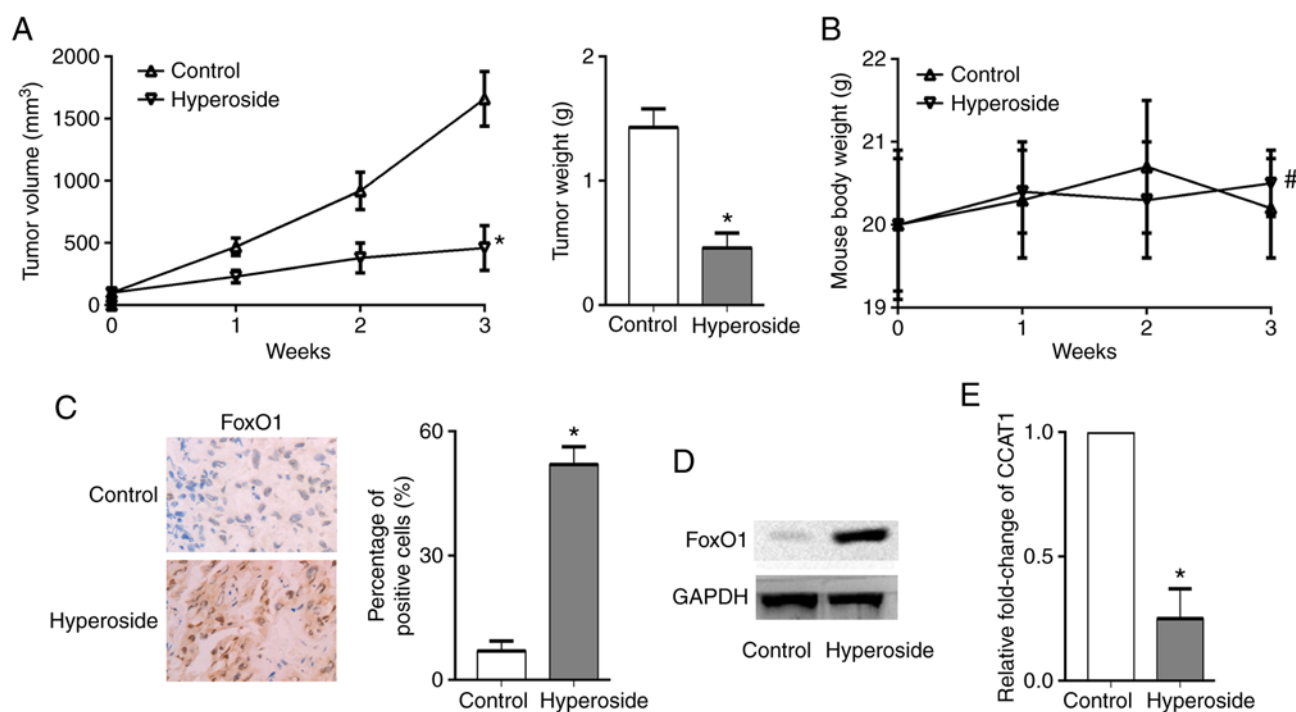 A
Tumor volume (mm³)
2000
1500
1000
500
0
Control
Hyperoside
*
0 1 2 3
Weeks
Tumor weight (g)
2
1
0
*
Control Hyperoside
B
Mouse body weight (g)
22
21
20
19
Control
Hyperoside
#
0 1 2 3
Weeks
C
FoxO1
Control
Hyperoside
Percentage of
positive cells (%)
60
30
0
*
Control Hyperoside
D
FoxO1
GAPDH
Control Hyperoside
E
Relative fold-change of CCAT1
1.0
0.5
0.0
*
Control Hyperoside